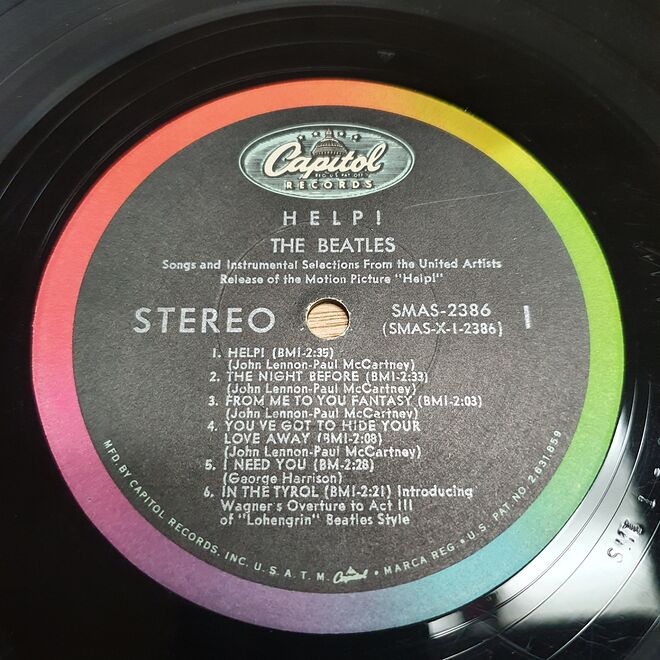 Capitol
REG. U.S. PAT. OFF.
RECORDS
HELP!
THE BEATLES
Songs and Instrumental Selections From the United Artists
Release of the Motion Picture "Help!"
STEREO
SMAS-2386
(SMAS-X-1-2386)
1
1. HELP! (BMI-2:35)
(John Lennon-Paul McCartney)
2. THE NIGHT BEFORE (BMI-2:33)
(John Lennon-Paul McCartney)
3. FROM ME TO YOU FANTASY (BMI-2:03)
(John Lennon-Paul McCartney)
4. YOU'VE GOT TO HIDE YOUR
LOVE AWAY (BMI-2:08)
(John Lennon-Paul McCartney)
5. I NEED YOU (BMI-2:28)
(George Harrison)
6. IN THE TYROL (BMI-2:21) Introducing
Wagner's Overture to Act III
of "Lohengrin" Beatles Style
MFD BY CAPITOL RECORDS, INC. U.S.A. T.M. Capitol • MARCA REG. • U.S. PAT. NO. 2,631,859